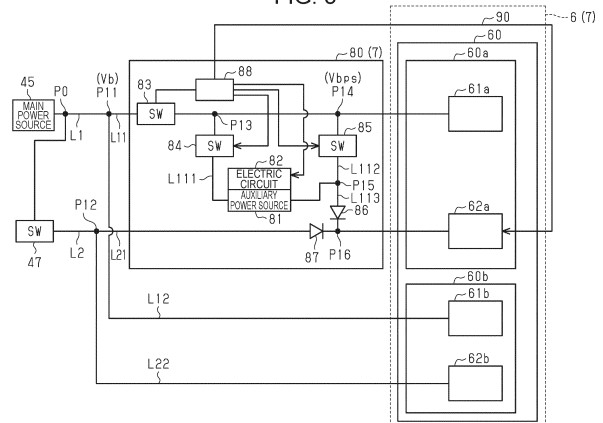 90
6 (7)
60
80 (7)
60a
45
P0
(Vb)
P11
83
88
(Vbps)
P14
61a
MAIN
POWER
SOURCE
SW
L1
L11
P13
85
84
SW
SW
L111
82
L112
ELECTRIC
CIRCUIT
P15
AUXILIARY
POWER SOURCE
L113
81
86
P12
62a
SW
L2
L21
87
P16
47
60b
L12
61b
L22
62b